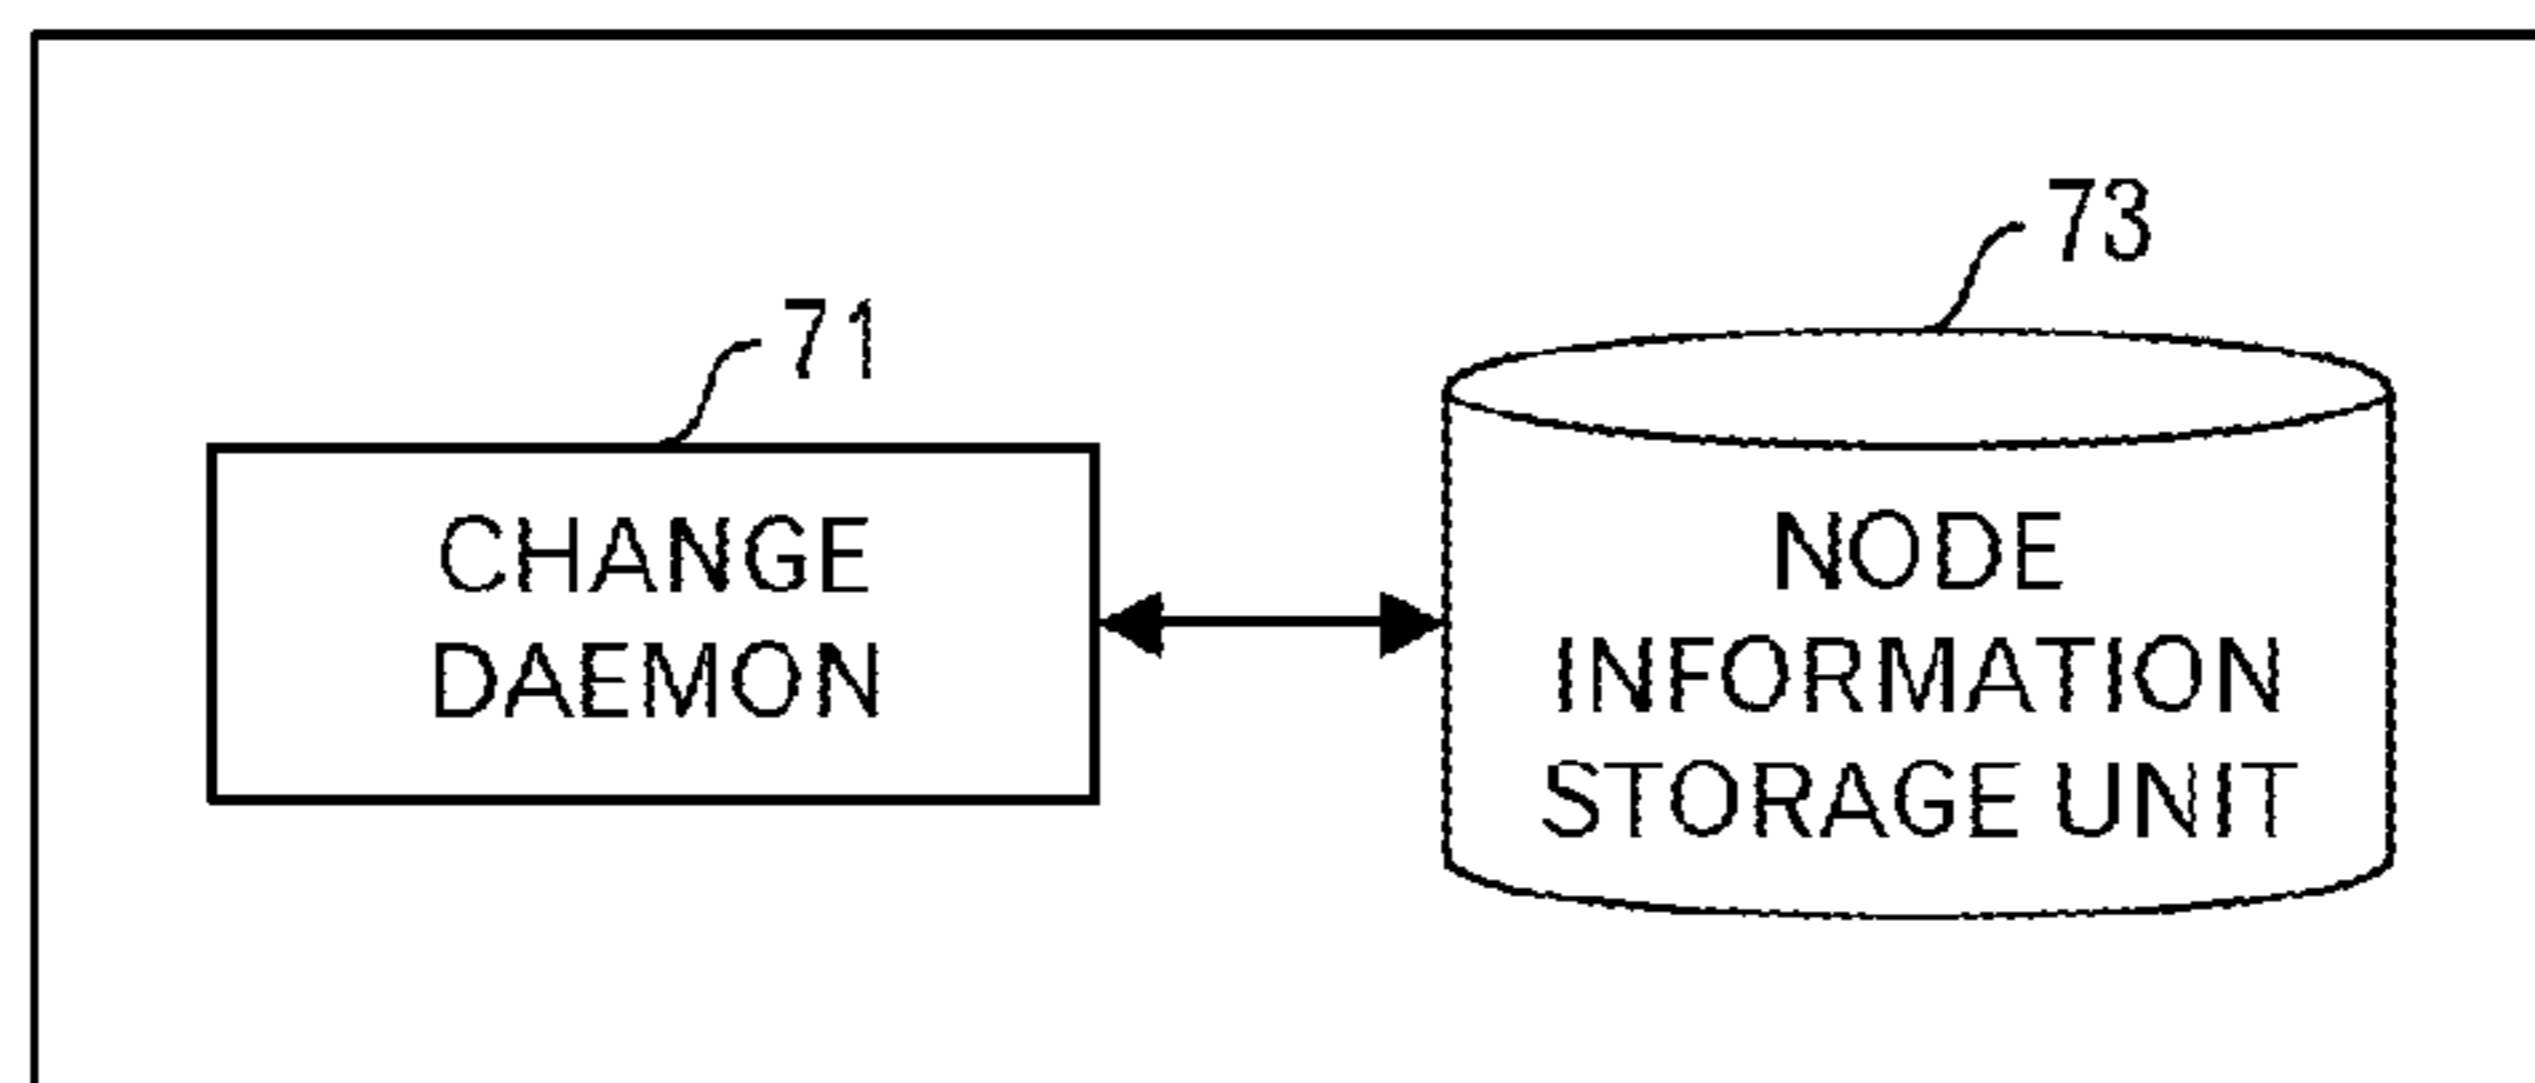 73
71
CHANGE
DAEMON
NODE
INFORMATION
STORAGE UNIT